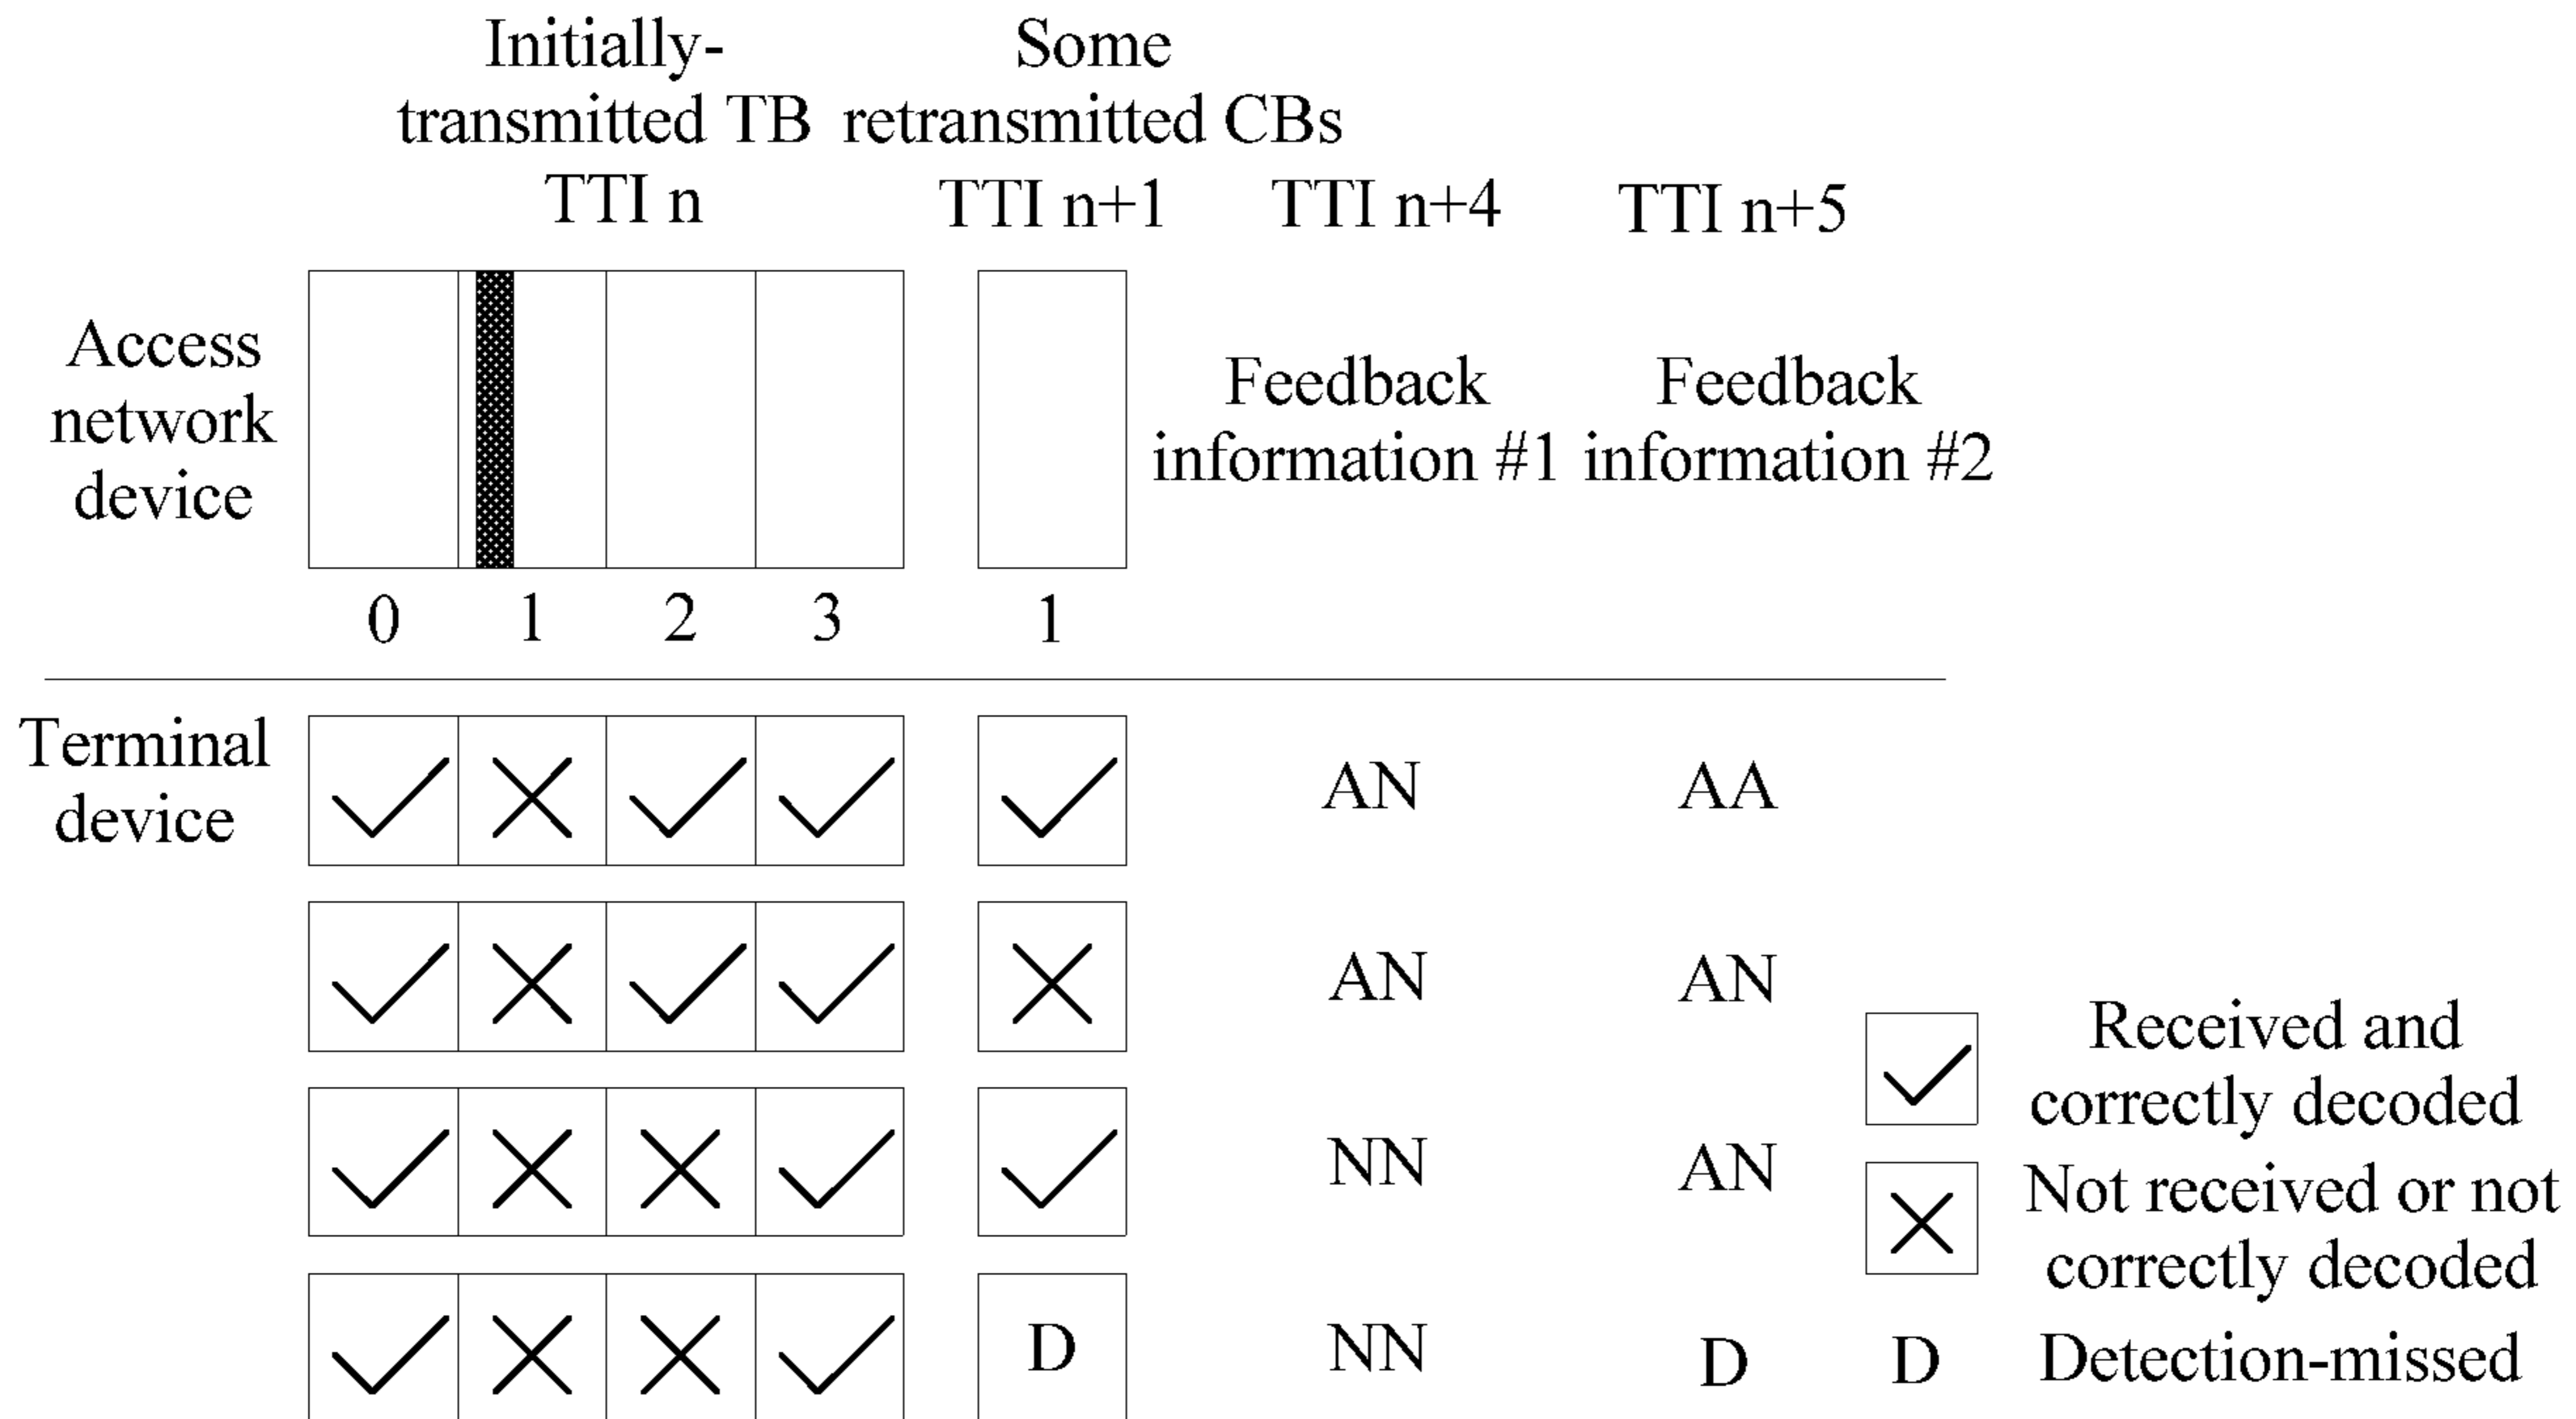 Initially-
transmitted TB
TTI n
Some
retransmitted CBs
TTI n+1
TTI n+4
TTI n+5
Access
network
device
Feedback
information #1
Feedback
information #2
0 1 2 3 1
Terminal
device
AN AA
AN AN
NN AN
D NN D
Received and
correctly decoded
Not received or not
correctly decoded
D Detection-missed